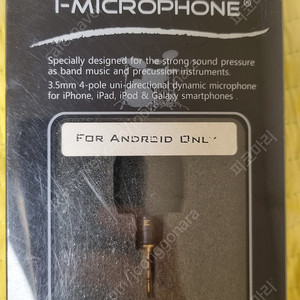 I-MICROPHONE®
Specially designed for the strong sound pressure
as band music and precussion instruments.
3.5mm 4-pole uni-directional dynamic microphone
for iPhone, iPad, iPod & Galaxy smartphones .
FOR ANDROID ONLY